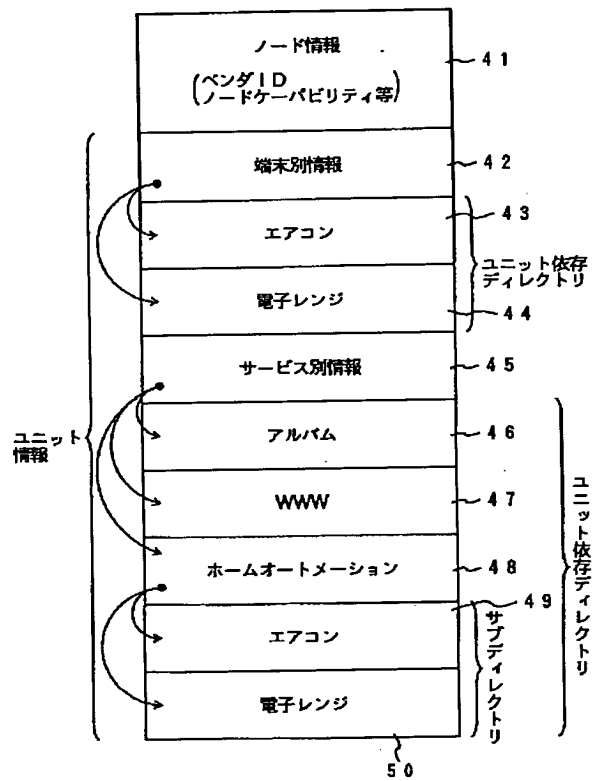 ノード情報
(ベンダID
ノードケーパビリティ等)
41
端末別情報
42
エアコン
43
電子レンジ
44
ユニット依存
ディレクトリ
サービス別情報
45
アルバム
46
WWW
47
ホームオートメーション
48
エアコン
49
電子レンジ
50
ユニット
情報
サブディレクトリ
ユニット依存ディレクトリ